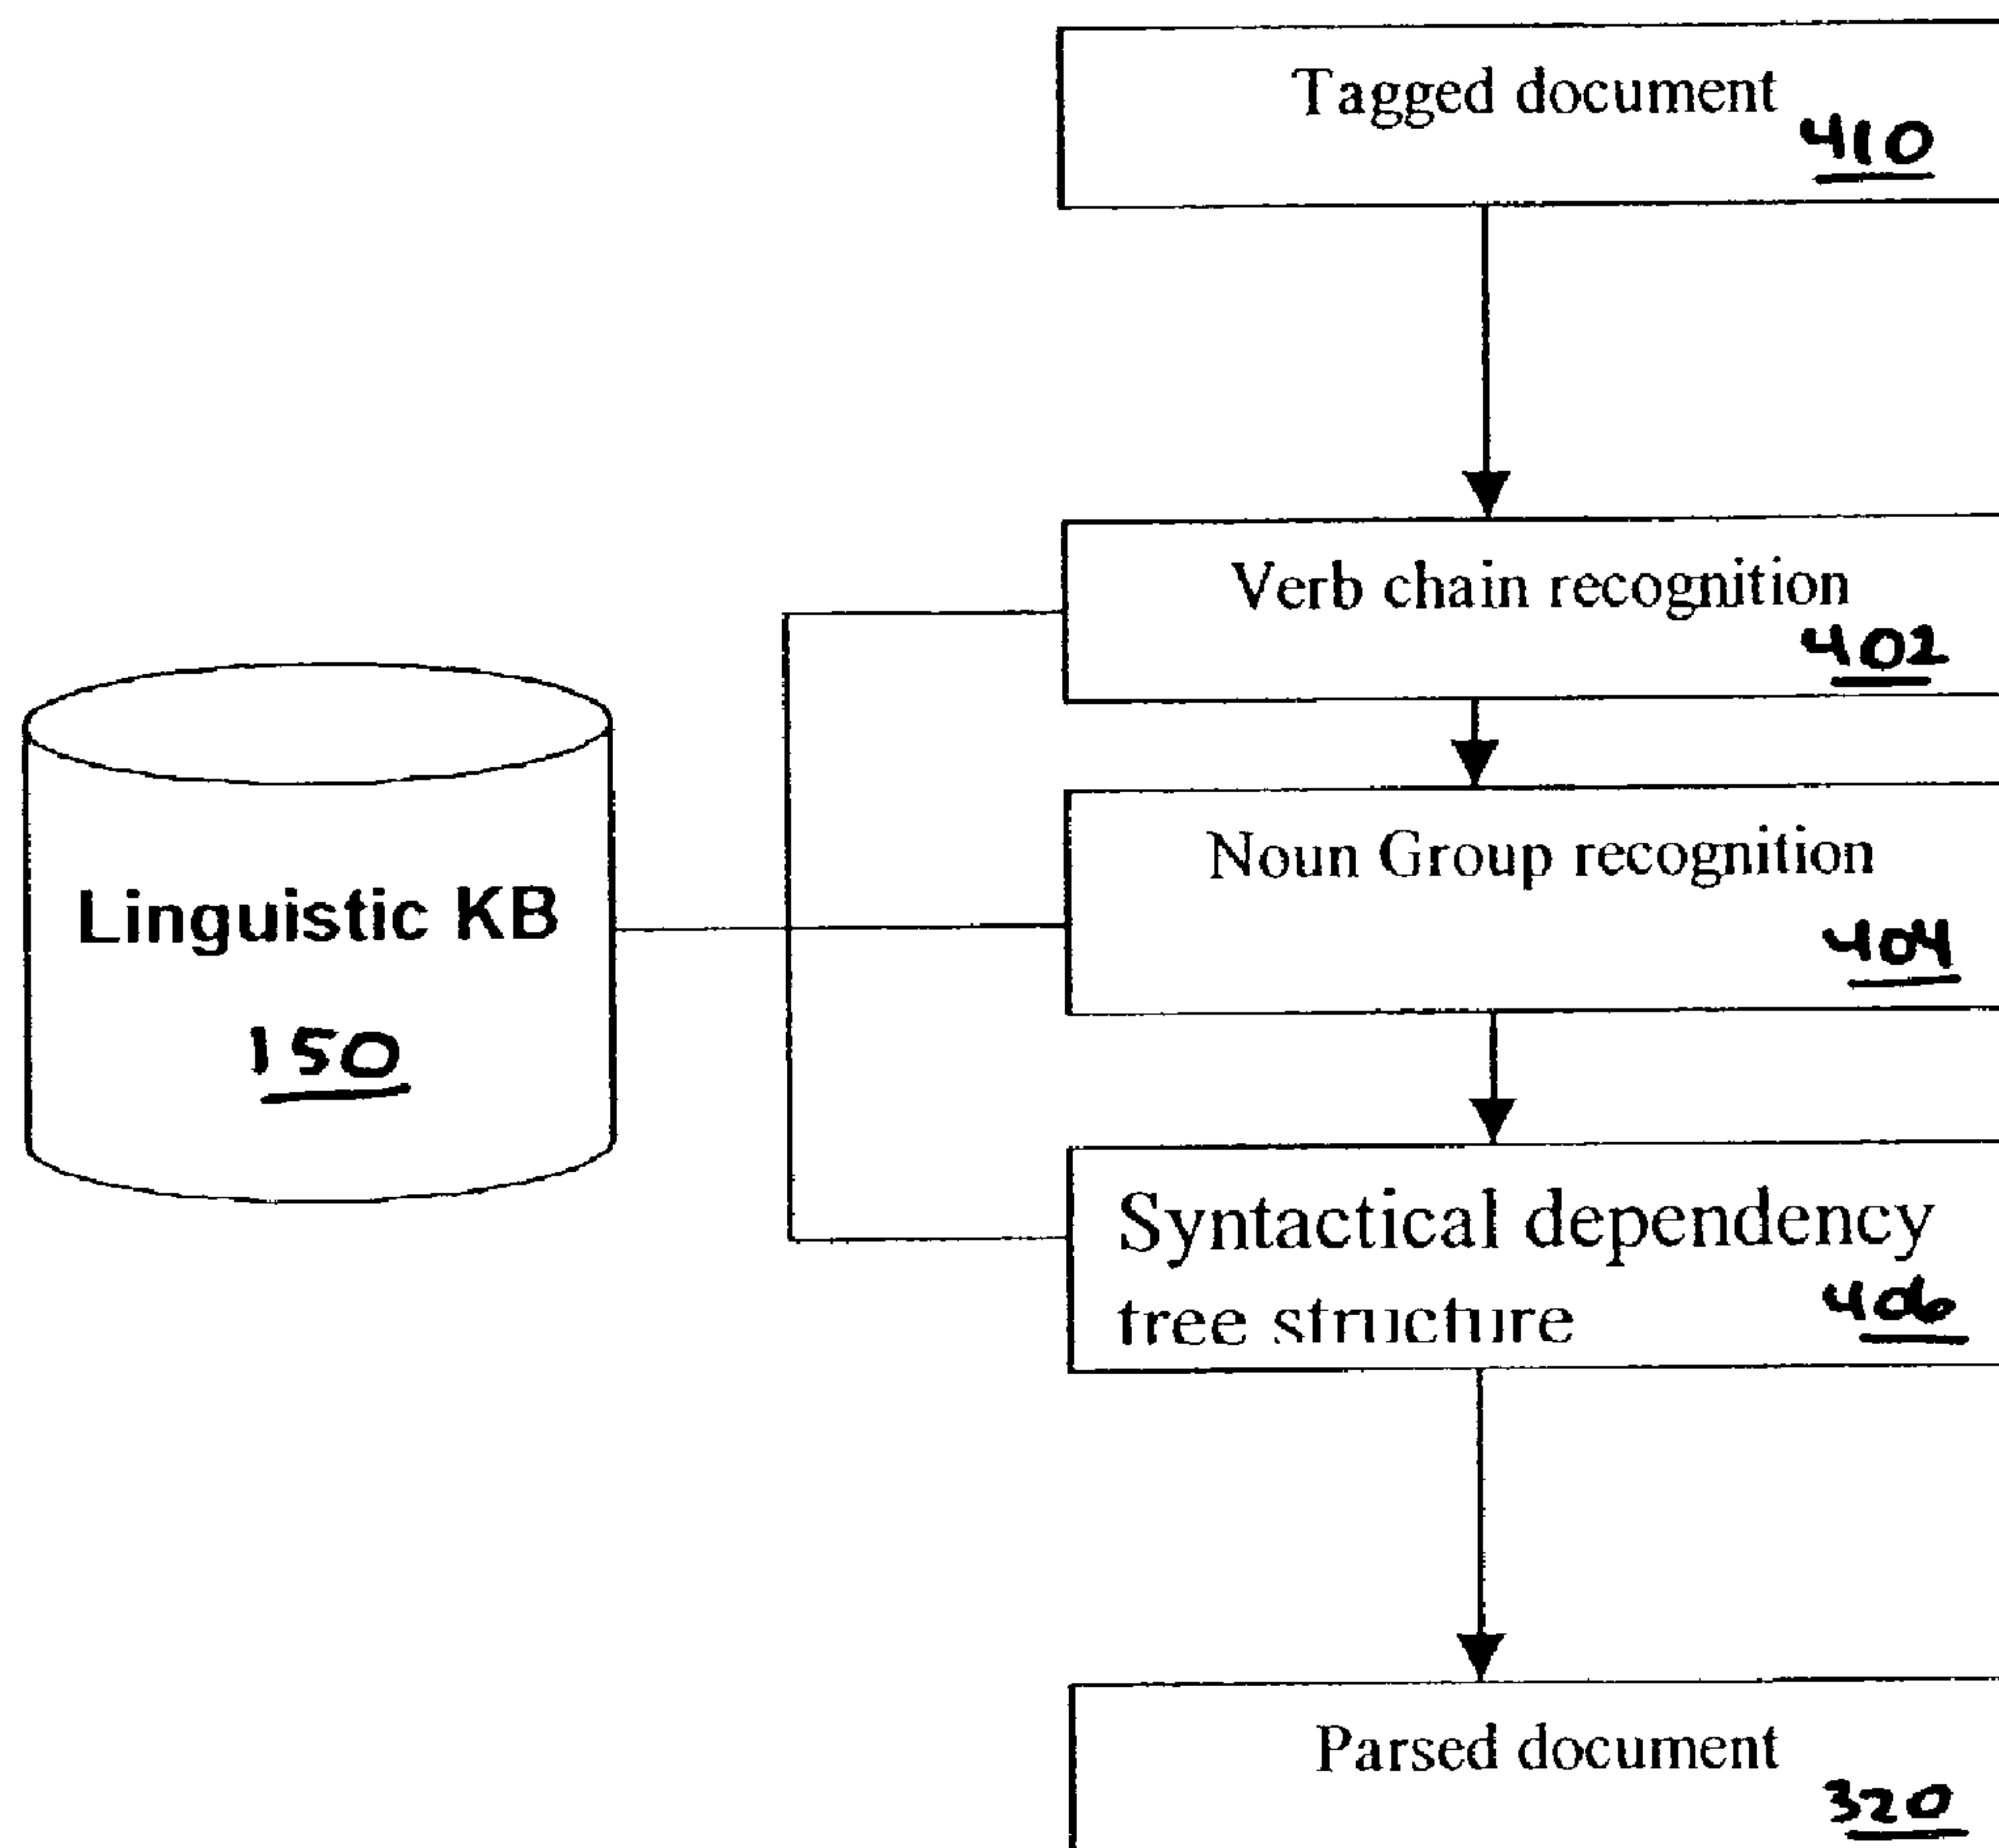 Tagged document
410
Verb chain recognition
402
Linguistic KB
150
Noun Group recognition
404
Syntactical dependency
tree structure
406
Parsed document
320